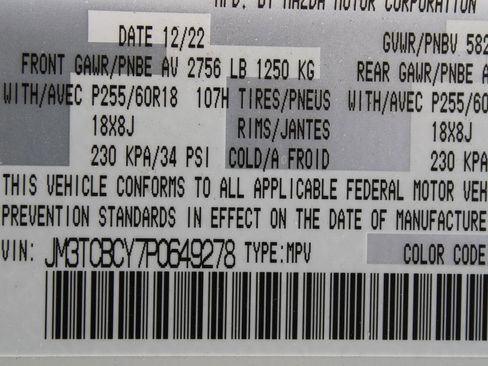 MFD. BY MAZDA MOTOR CORPORATION
DATE 12/22 GVWR/PNBV 582
FRONT GAWR/PNBE AV 2756 LB 1250 KG REAR GAWR/PNBE A
WITH/AVEC P255/60R18 107H TIRES/PNEUS WITH/AVEC P255/60
18X8J RIMS/JANTES 18X8J
230 KPA/34 PSI COLD/A FROID 230 KPA
THIS VEHICLE CONFORMS TO ALL APPLICABLE FEDERAL MOTOR VEH
PREVENTION STANDARDS IN EFFECT ON THE DATE OF MANUFACTURE
VIN: JM3TCBCY7P0649278 TYPE:MPV COLOR CODE